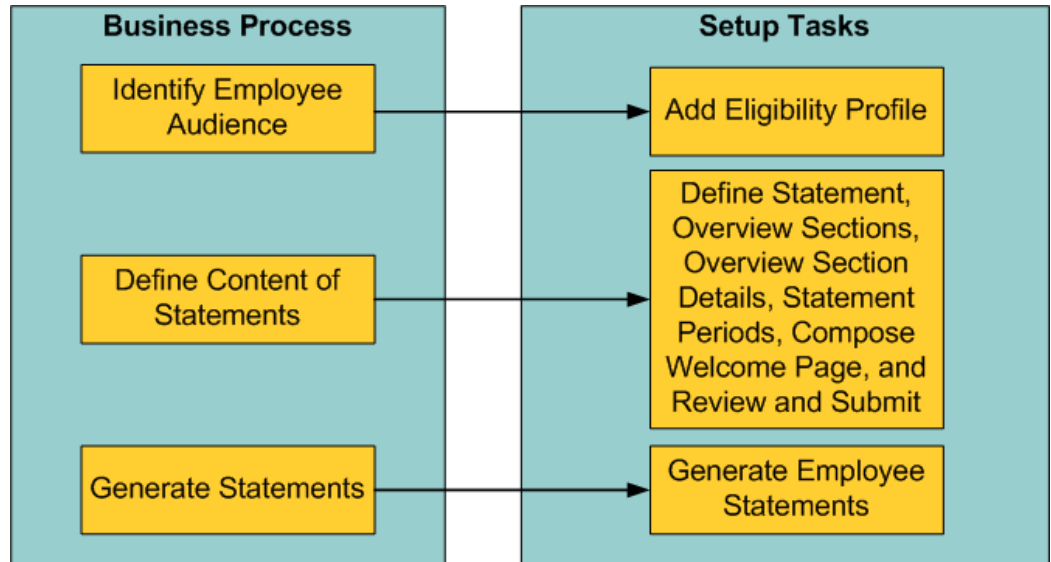 Business Process
Identify Employee
Audience
Define Content of
Statements
Generate Statements
Setup Tasks
Add Eligibility Profile
Define Statement,
Overview Sections,
Overview Section
Details, Statement
Periods, Compose
Welcome Page, and
Review and Submit
Generate Employee
Statements